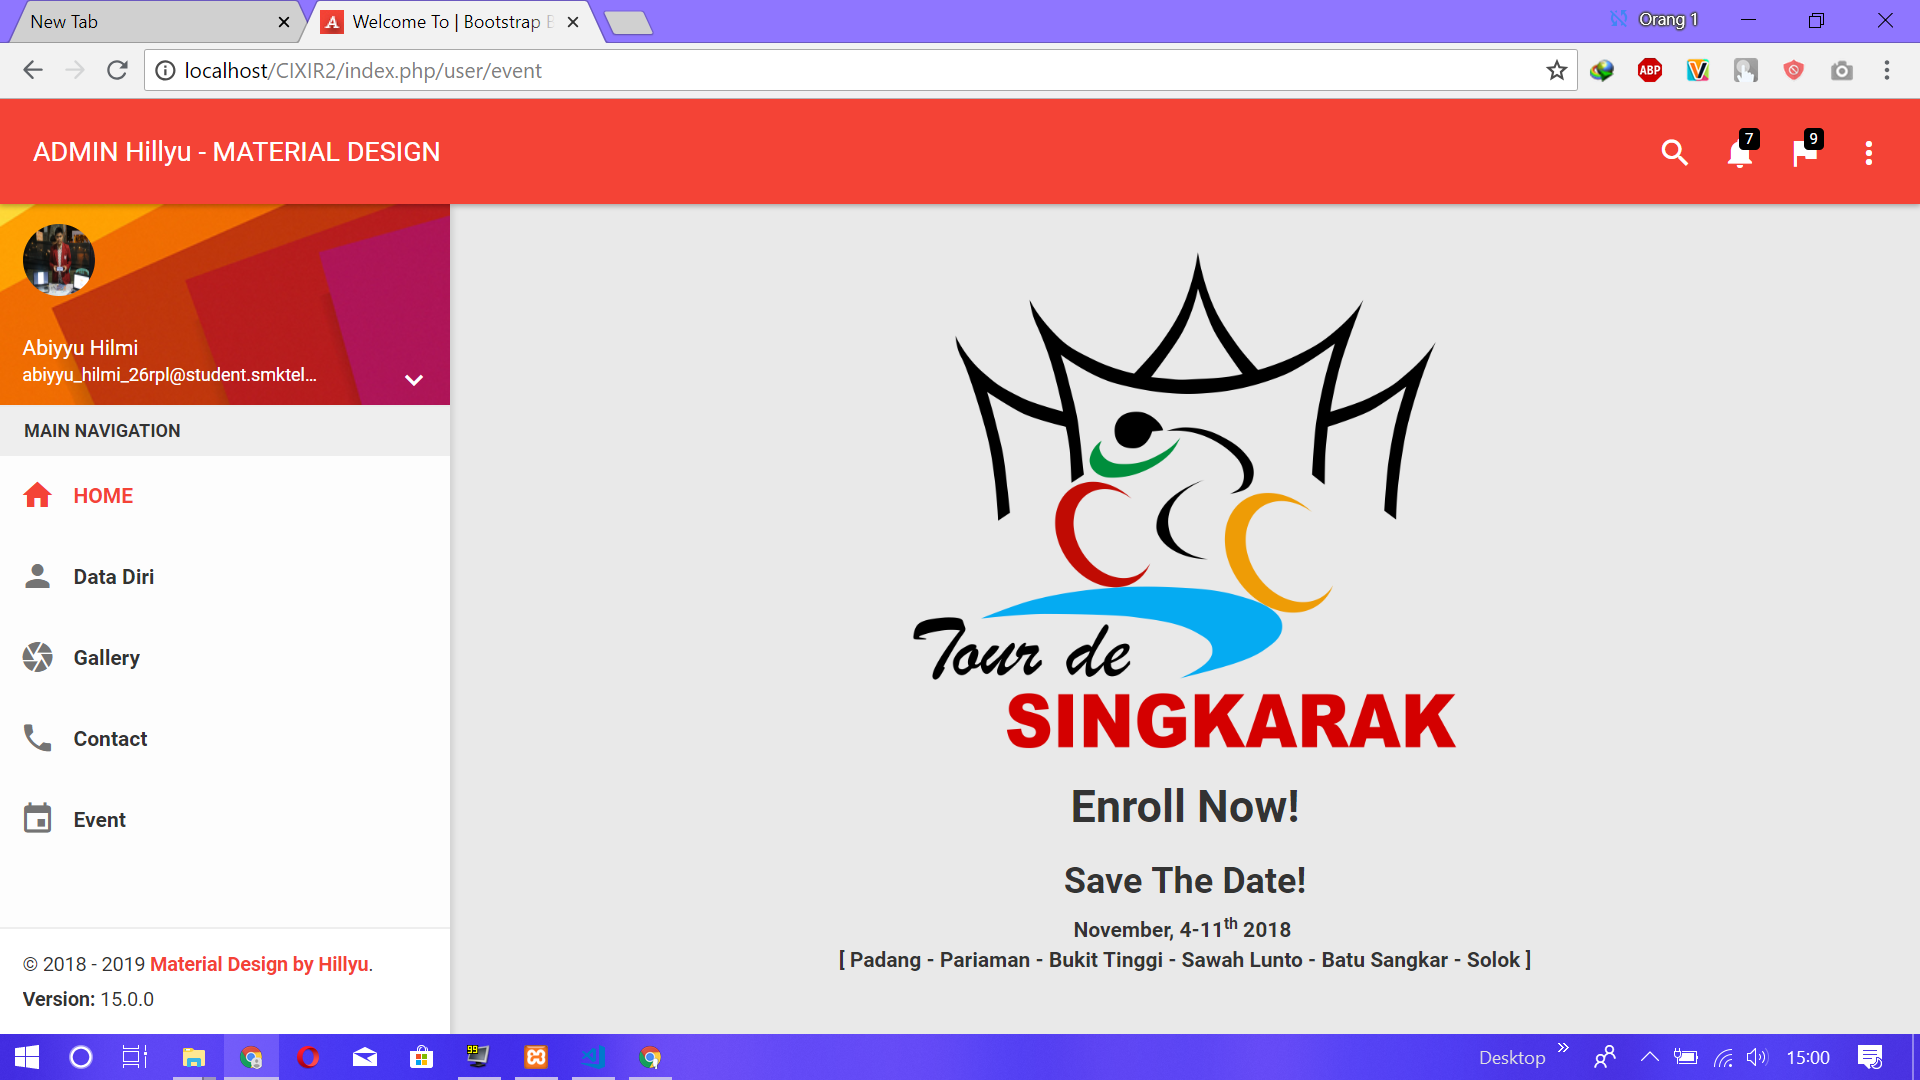 New Tab
Welcome To | Bootstrap B
Orang 1
localhost/CIXIR2/index.php/user/event
ABP
ADMIN Hillyu - MATERIAL DESIGN
7
9
Abiyyu Hilmi
abiyyu_hilmi_26rpl@student.smktel...
MAIN NAVIGATION
HOME
Data Diri
Gallery
Contact
Event
© 2018 - 2019 Material Design by Hillyu.
Version: 15.0.0
Tour de
SINGKARAK
Enroll Now!
Save The Date!
November, 4-11th 2018
[ Padang - Pariaman - Bukit Tinggi - Sawah Lunto - Batu Sangkar - Solok ]
99
Desktop
15:00